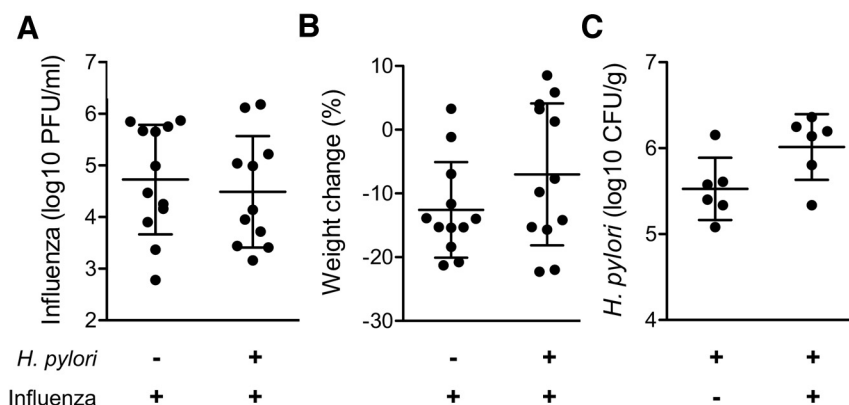 A
B
C
Influenza (log10 PFU/ml)
7
6
5
4
3
2
Weight change (%)
10
0
-10
-20
-30
H. pylori (log10 CFU/g)
7
6
5
4
H. pylori - + - + + +
Influenza + + + + - +